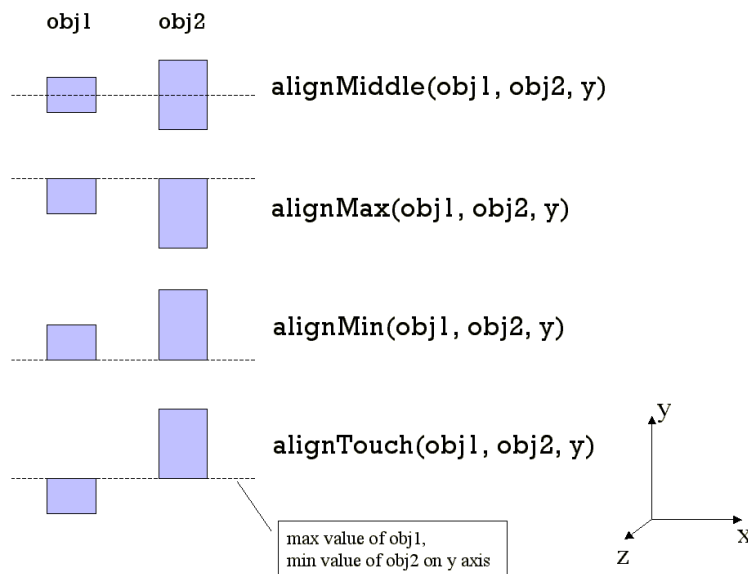 obj1 obj2
alignMiddle(obj1, obj2, y)
alignMax(obj1, obj2, y)
alignMin(obj1, obj2, y)
alignTouch(obj1, obj2, y)
max value of obj1,
min value of obj2 on y axis
y
x
z